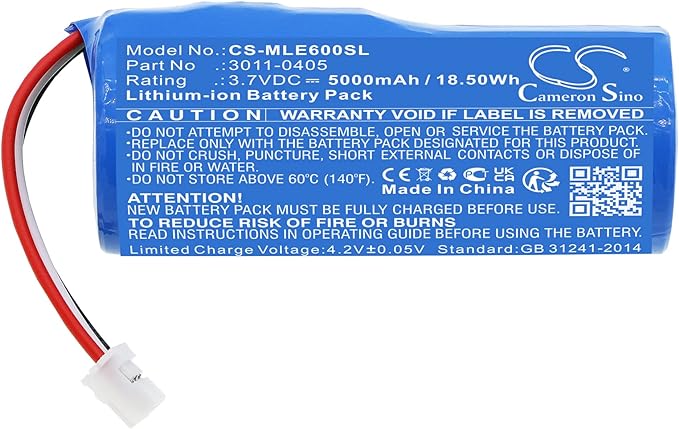 Model No.: CS-MLE600SL
Part No :3011-0405
Rating :3.7VDC ⎓ 5000mAh / 18.50Wh
Lithium-ion Battery Pack
CS
Cameron Sino
CAUTION WARRANTY VOID IF LABEL IS REMOVED
•DO NOT ATTEMPT TO DISASSEMBLE, OPEN OR SERVICE THE BATTERY PACK.
•REPLACE ONLY WITH THE BATTERY PACK DESIGNATED FOR THIS PRODUCT.
•DO NOT CRUSH, PUNCTURE, SHORT EXTERNAL CONTACTS OR DISPOSE OF
IN FIRE OR WATER.
•DO NOT STORE ABOVE 60°C (140°F).
CE
Made In China
ATTENTION!
NEW BATTERY PACK MUST BE FULLY CHARGED BEFORE USE
TO REDUCE RISK OF FIRE OR BURNS
INSTRUCTION IN OPERATING GUIDE BEFORE USING BATTERY PACK
Limited Charge Voltage:4.2V±0.05V Standard:GB 31241-2014